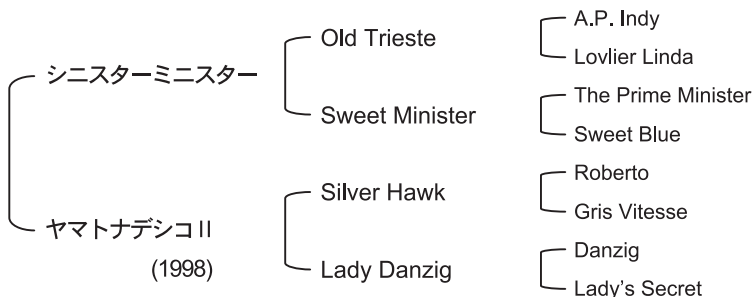 シニスターミニスター
Old Trieste
A.P. Indy
Lovlier Linda
Sweet Minister
The Prime Minister
Sweet Blue
ヤマトナデシコII
(1998)
Silver Hawk
Roberto
Gris Vitesse
Lady Danzig
Danzig
Lady's Secret